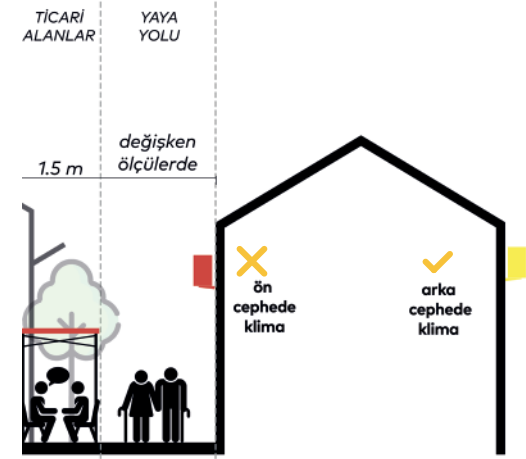 TİCARİ
ALANLAR
YAYA
YOLU
1.5 m
değişken
ölçülerde
ön
cephede
klima
arka
cephede
klima